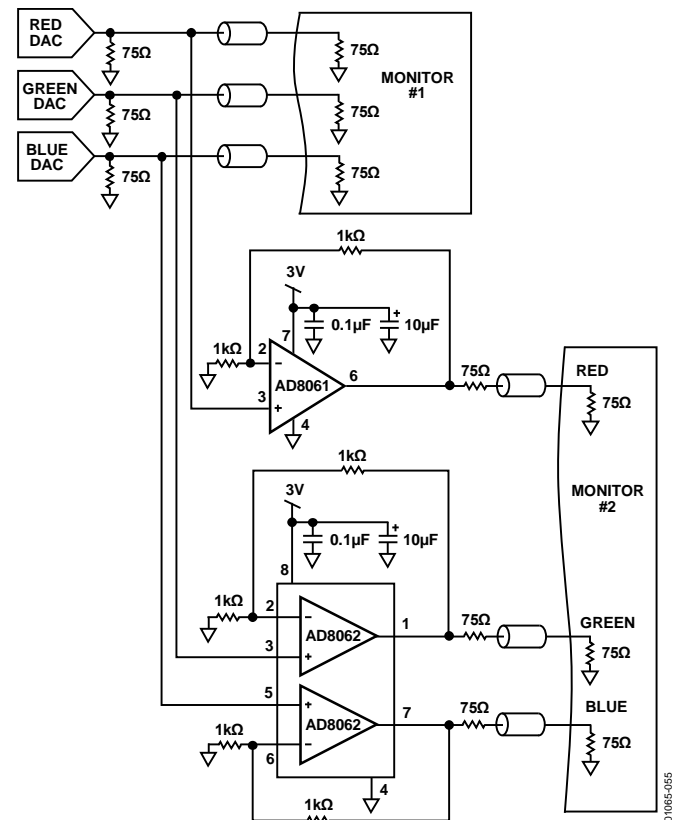 RED
DAC
75Ω
75Ω
GREEN
DAC
MONITOR
#1
75Ω
75Ω
BLUE
DAC
75Ω
75Ω
1kΩ
3V
0.1µF
10µF
7
1kΩ
2
−
AD8061
6
3
+
4
75Ω
RED
75Ω
1kΩ
MONITOR
#2
3V
0.1µF
10µF
+
+
8
1kΩ
2
−
AD8062
1
3
+
75Ω
GREEN
75Ω
5
+
AD8062
7
75Ω
BLUE
75Ω
1kΩ
−
6
4
1kΩ
01065-055